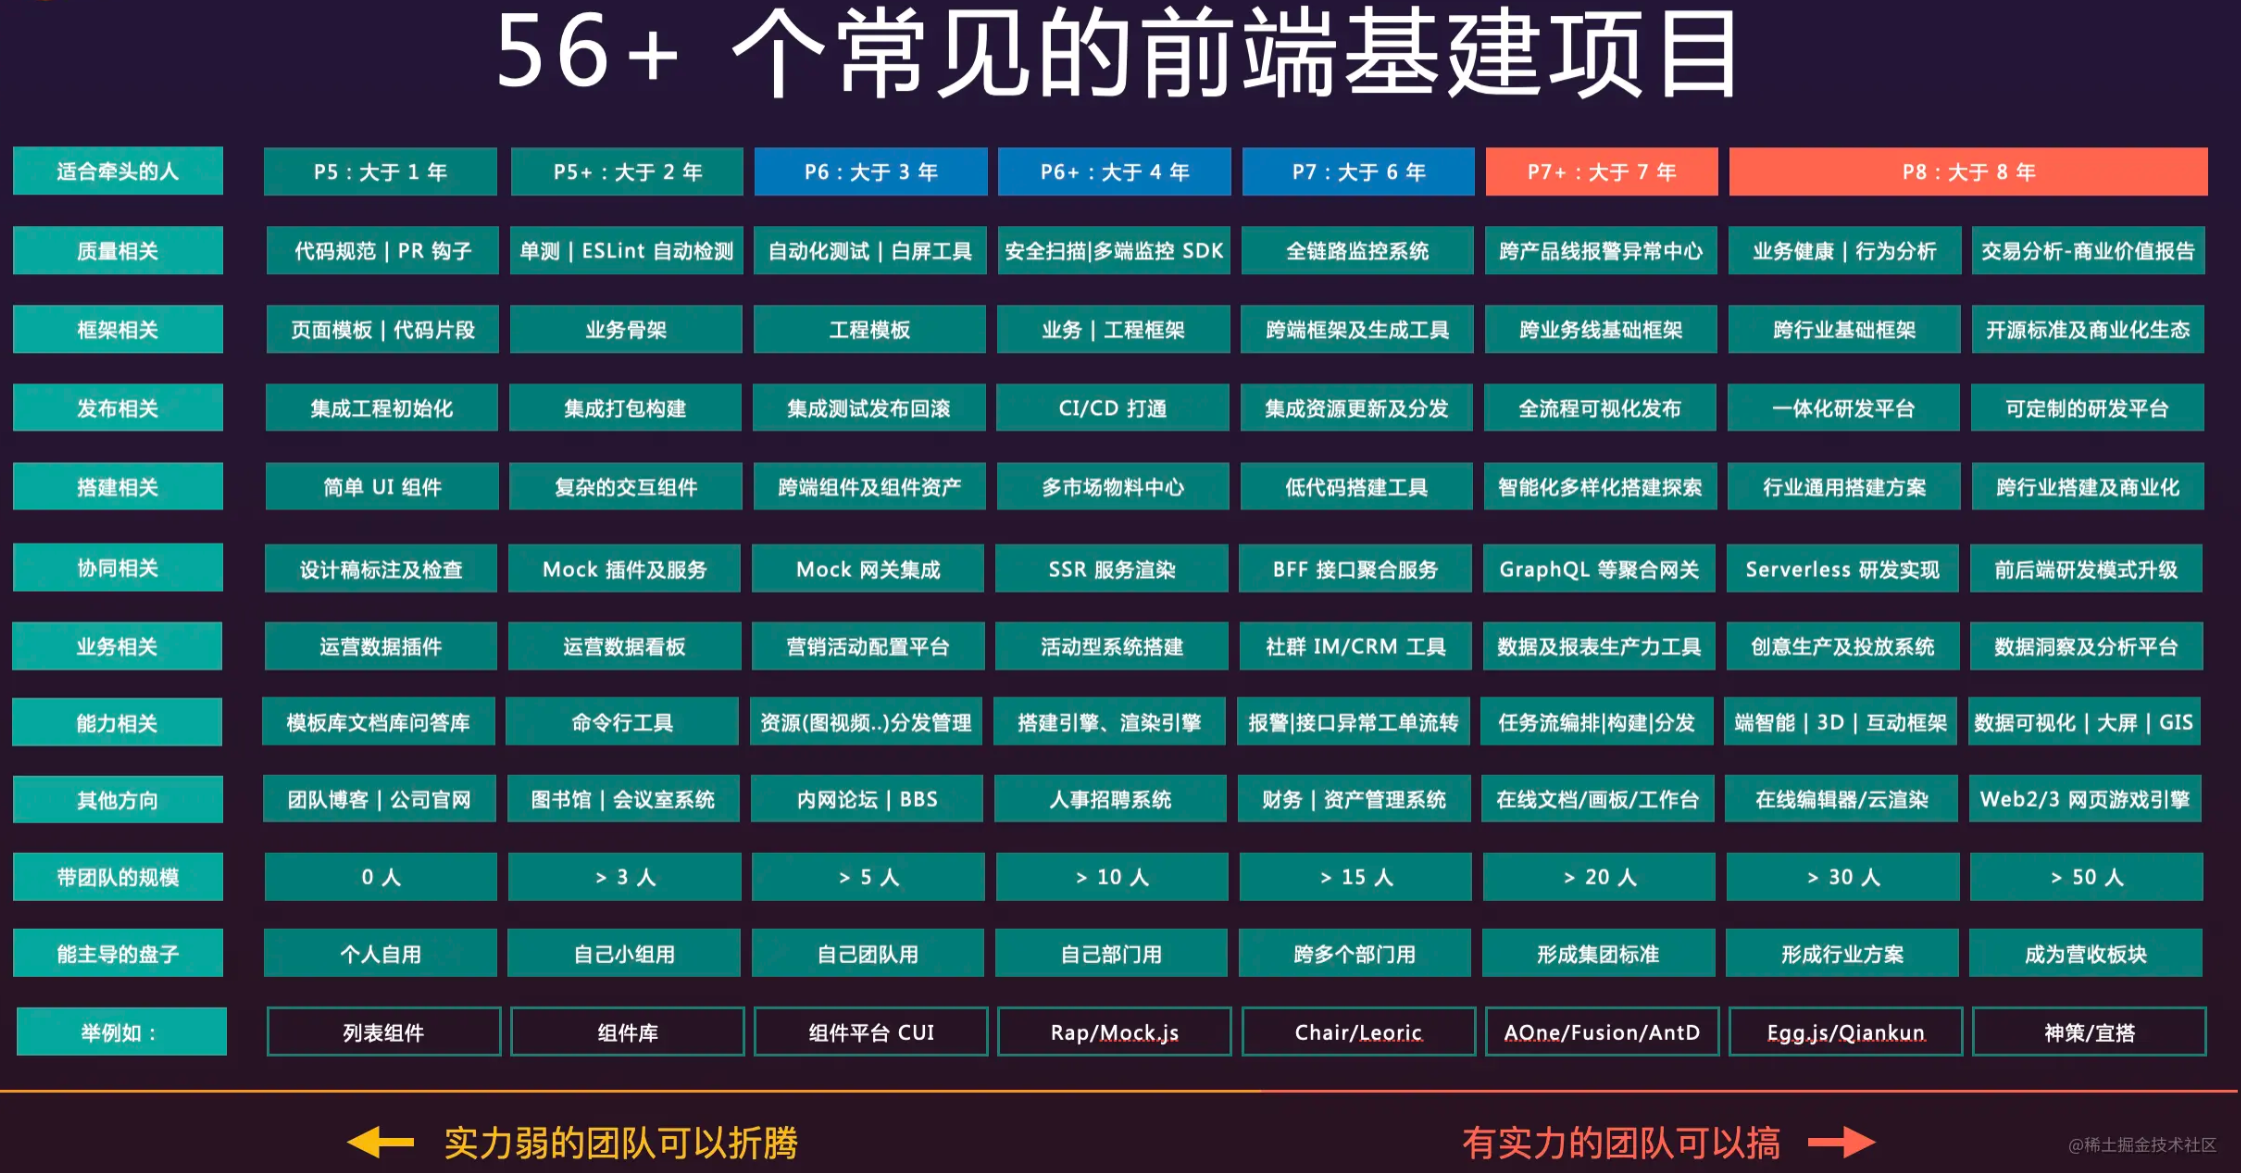 56+ 个常见的前端基建项目
适合牵头的人 P5：大于 1 年 P5+：大于 2 年 P6：大于 3 年 P6+：大于 4 年 P7：大于 6 年 P7+：大于 7 年 P8：大于 8 年
质量相关 代码规范 | PR 钩子 单测 | ESLint 自动检测 自动化测试 | 白屏工具 安全扫描|多端监控 SDK 全链路监控系统 跨产品线报警异常中心 业务健康 | 行为分析 交易分析-商业价值报告
框架相关 页面模板 | 代码片段 业务骨架 工程模板 业务 | 工程框架 跨端框架及生成工具 跨业务线基础框架 跨行业基础框架 开源标准及商业化生态
发布相关 集成工程初始化 集成打包构建 集成测试发布回滚 CI/CD 打通 集成资源更新及分发 全流程可视化发布 一体化研发平台 可定制的研发平台
搭建相关 简单 UI 组件 复杂的交互组件 跨端组件及组件资产 多市场物料中心 低代码搭建工具 智能化多样化搭建探索 行业通用搭建方案 跨行业搭建及商业化
协同相关 设计稿标注及检查 Mock 插件及服务 Mock 网关集成 SSR 服务渲染 BFF 接口聚合服务 GraphQL 等聚合网关 Serverless 研发实现 前后端研发模式升级
业务相关 运营数据插件 运营数据看板 营销活动配置平台 活动型系统搭建 社群 IM/CRM 工具 数据及报表生产力工具 创意生产及投放系统 数据洞察及分析平台
能力相关 模板库文档库问答库 命令行工具 资源(图视频..)分发管理 搭建引擎、渲染引擎 报警|接口异常工单流转 任务流编排|构建|分发 端智能 | 3D | 互动框架 数据可视化 | 大屏 | GIS
其他方向 团队博客 | 公司官网 图书馆 | 会议室系统 内网论坛 | BBS 人事招聘系统 财务 | 资产管理系统 在线文档/画板/工作台 在线编辑器/云渲染 Web2/3 网页游戏引擎
带团队的规模 0 人 > 3 人 > 5 人 > 10 人 > 15 人 > 20 人 > 30 人 > 50 人
能主导的盘子 个人自用 自己小组用 自己团队用 自己部门用 跨多个部门用 形成集团标准 形成行业方案 成为营收板块
举例如： 列表组件 组件库 组件平台 CUI Rap/Mock.js Chair/Leoric AOne/Fusion/AntD Egg.js/Qiankun 神策/宜搭
实力弱的团队可以折腾 有实力的团队可以搞
@稀土掘金技术社区